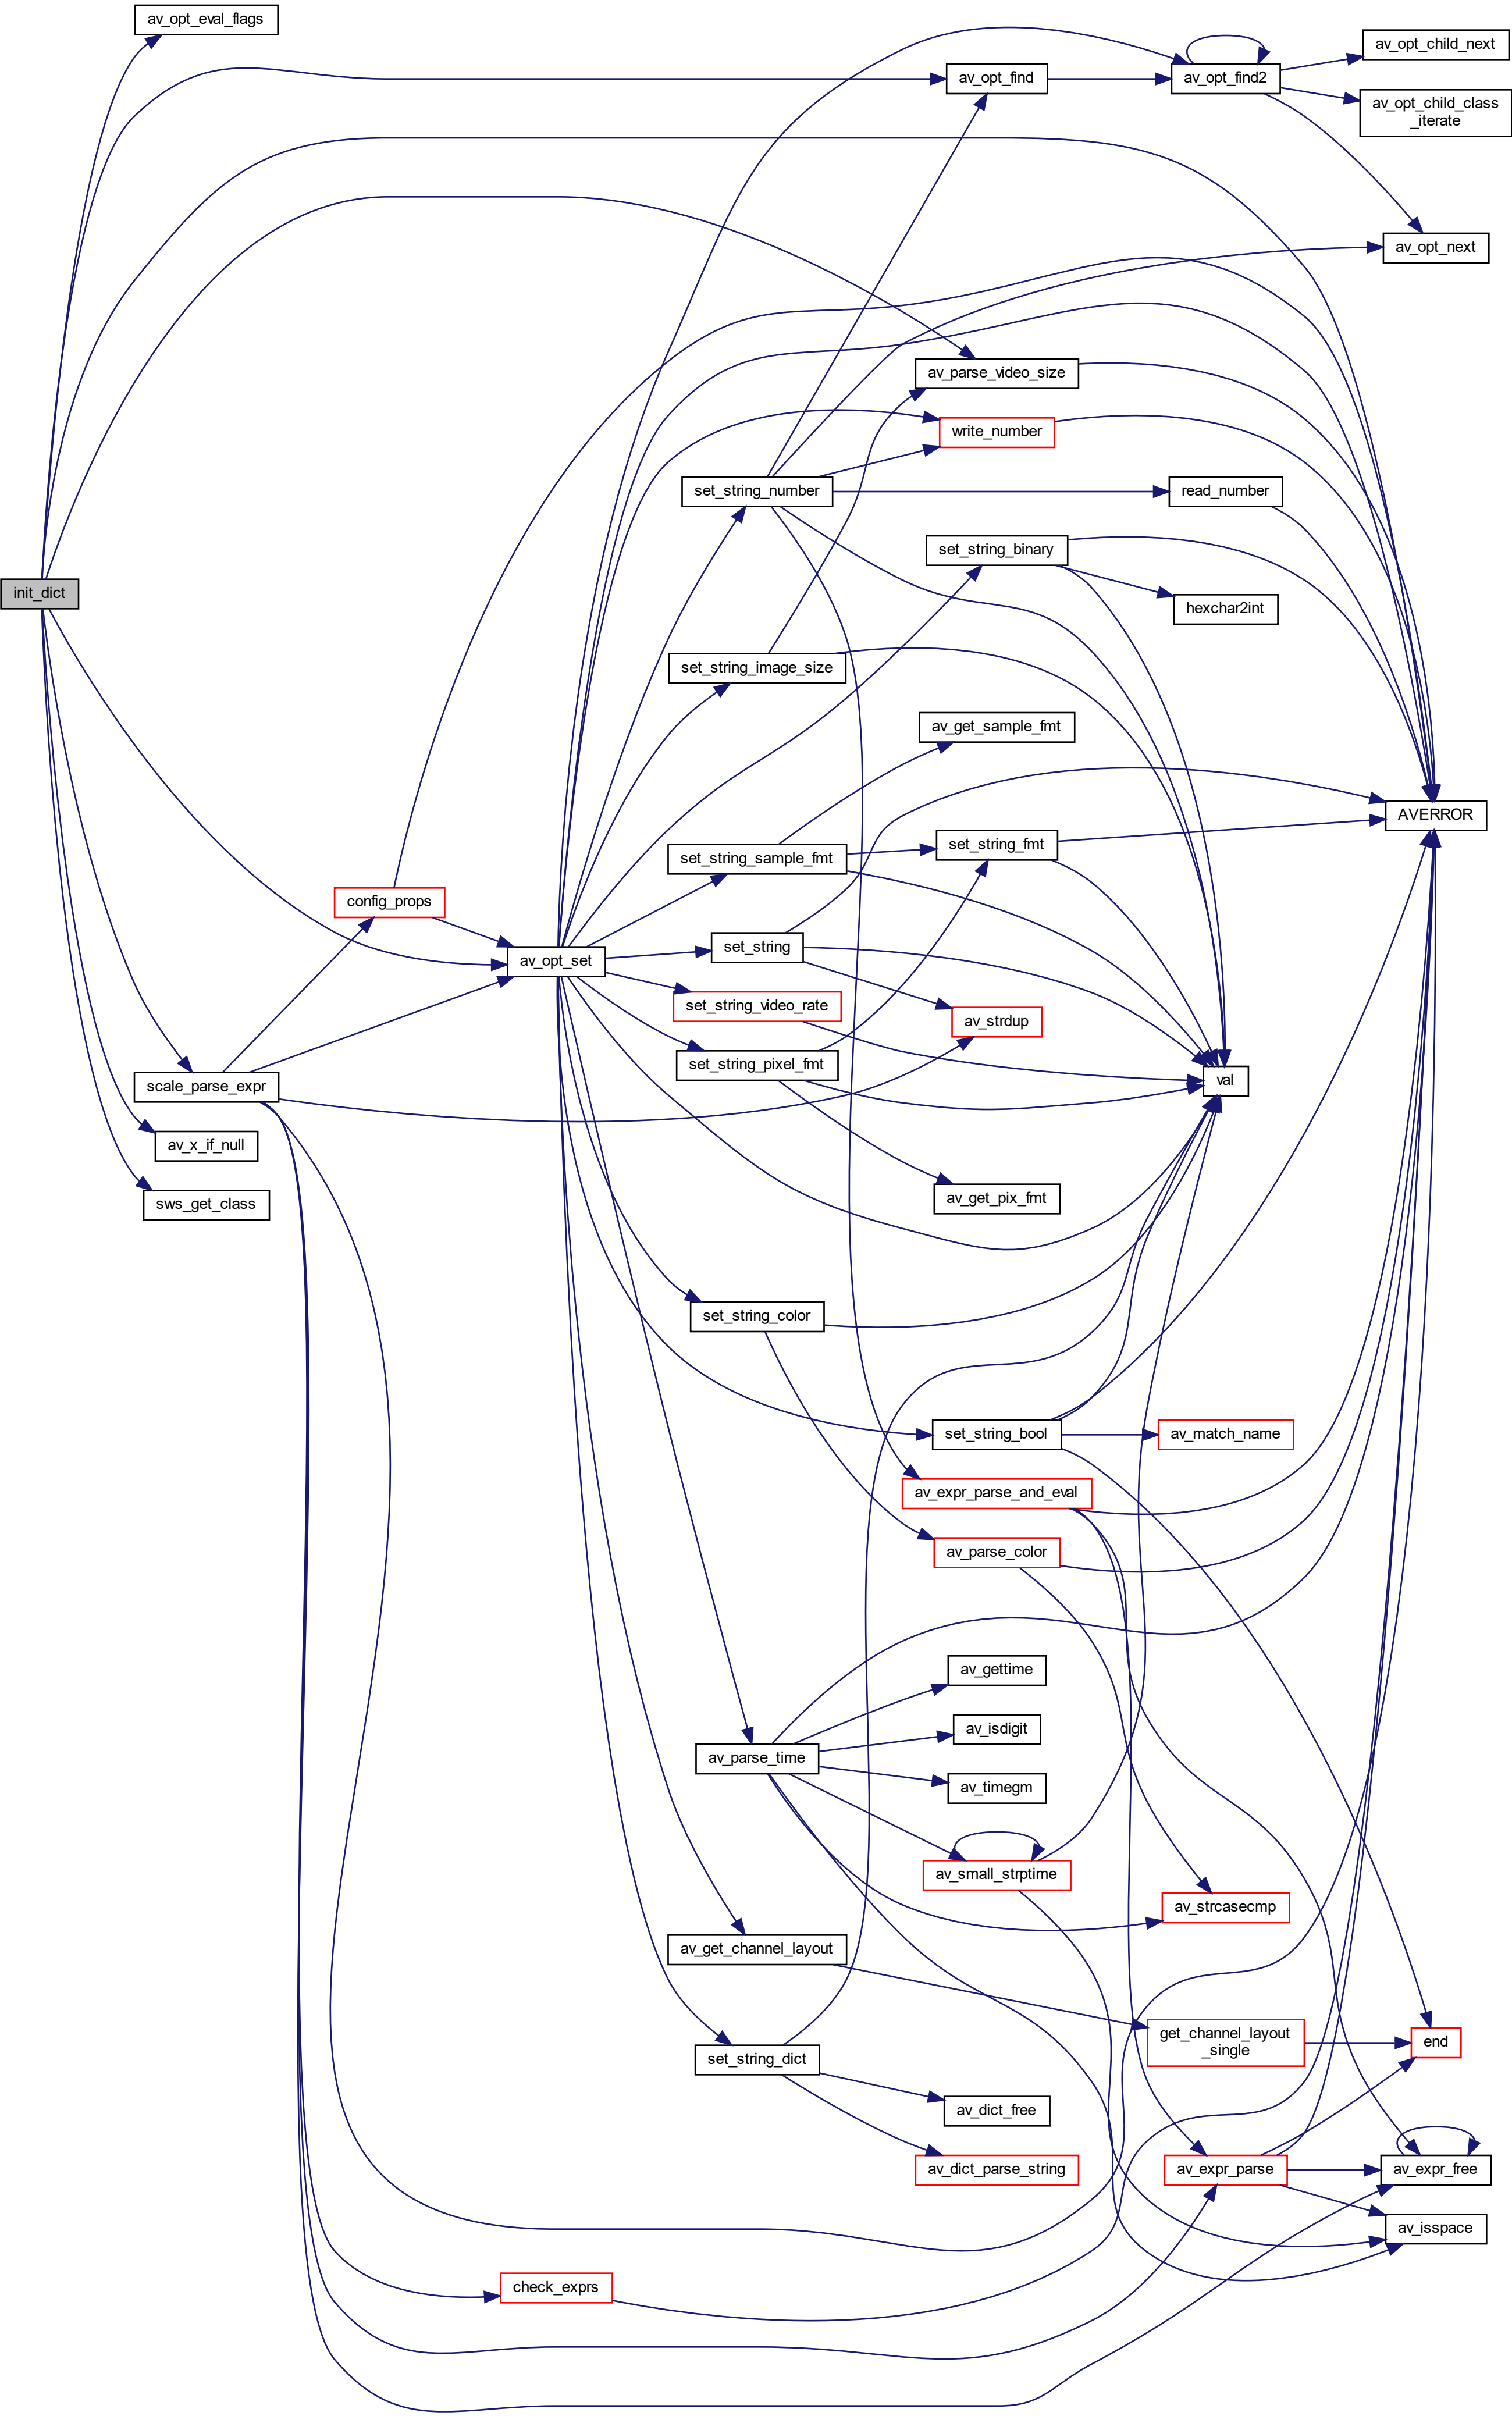 av_opt_eval_flags
av_opt_child_next
av_opt_find
av_opt_find2
av_opt_child_class
_iterate
av_opt_next
av_parse_video_size
write_number
set_string_number
read_number
set_string_binary
init_dict
hexchar2int
set_string_image_size
av_get_sample_fmt
AVERROR
set_string_fmt
set_string_sample_fmt
config_props
set_string
av_opt_set
set_string_video_rate
av_strdup
set_string_pixel_fmt
val
scale_parse_expr
av_x_if_null
av_get_pix_fmt
sws_get_class
set_string_color
set_string_bool
av_match_name
av_expr_parse_and_eval
av_parse_color
av_gettime
av_isdigit
av_parse_time
av_timegm
av_small_strptime
av_strcasecmp
av_get_channel_layout
get_channel_layout
_single
end
set_string_dict
av_dict_free
av_dict_parse_string
av_expr_parse
av_expr_free
av_isspace
check_exprs